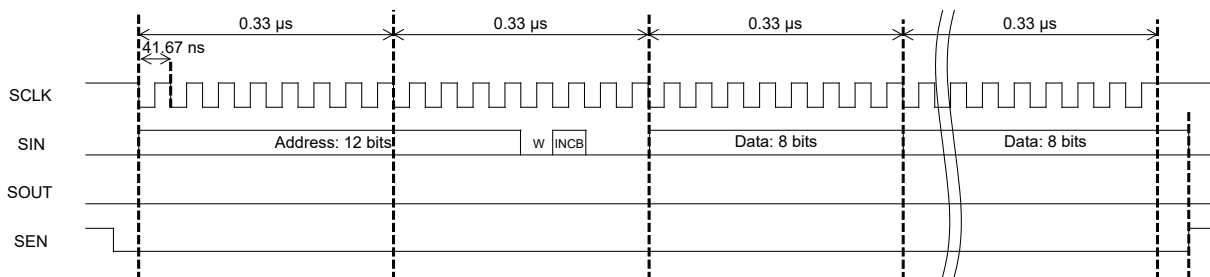 0.33 µs 0.33 µs 0.33 µs 0.33 µs
41.67 ns
SCLK
SIN Address: 12 bits W INCB Data: 8 bits Data: 8 bits
SOUT
SEN